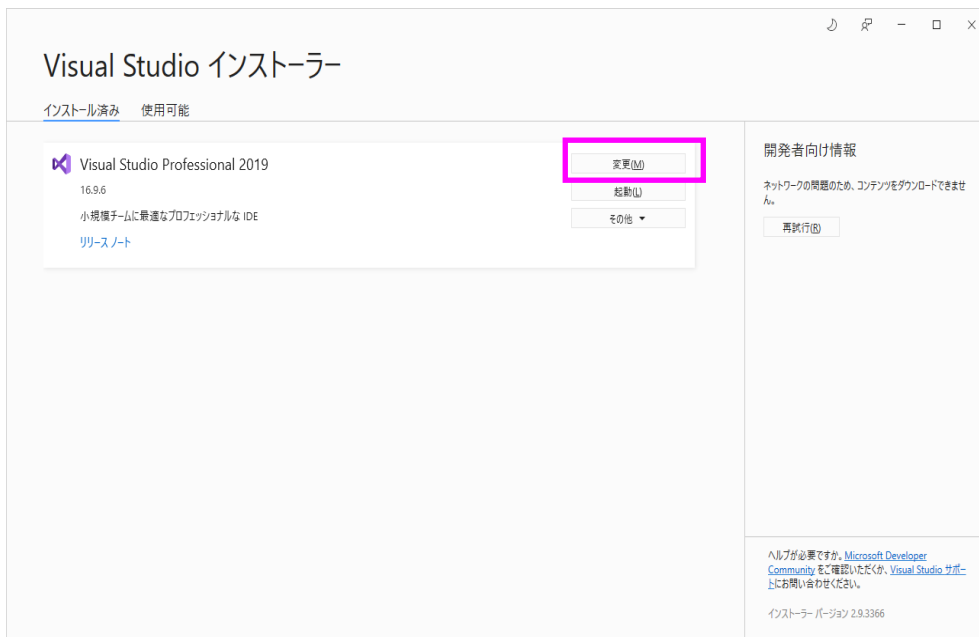 Visual Studio インストーラー
インストール済み 使用可能
Visual Studio Professional 2019
16.9.6
小規模チームに最適なプロフェッショナルな IDE
リリース ノート
変更(M)
起動(L)
その他
開発者向け情報
ネットワークの問題のため、コンテンツをダウンロードできませ
ん。
再試行(R)
ヘルプが必要ですか。Microsoft Developer
Community をご確認いただくか、Visual Studio サポー
トにお問い合わせください。
インストーラー バージョン 2.9.3366